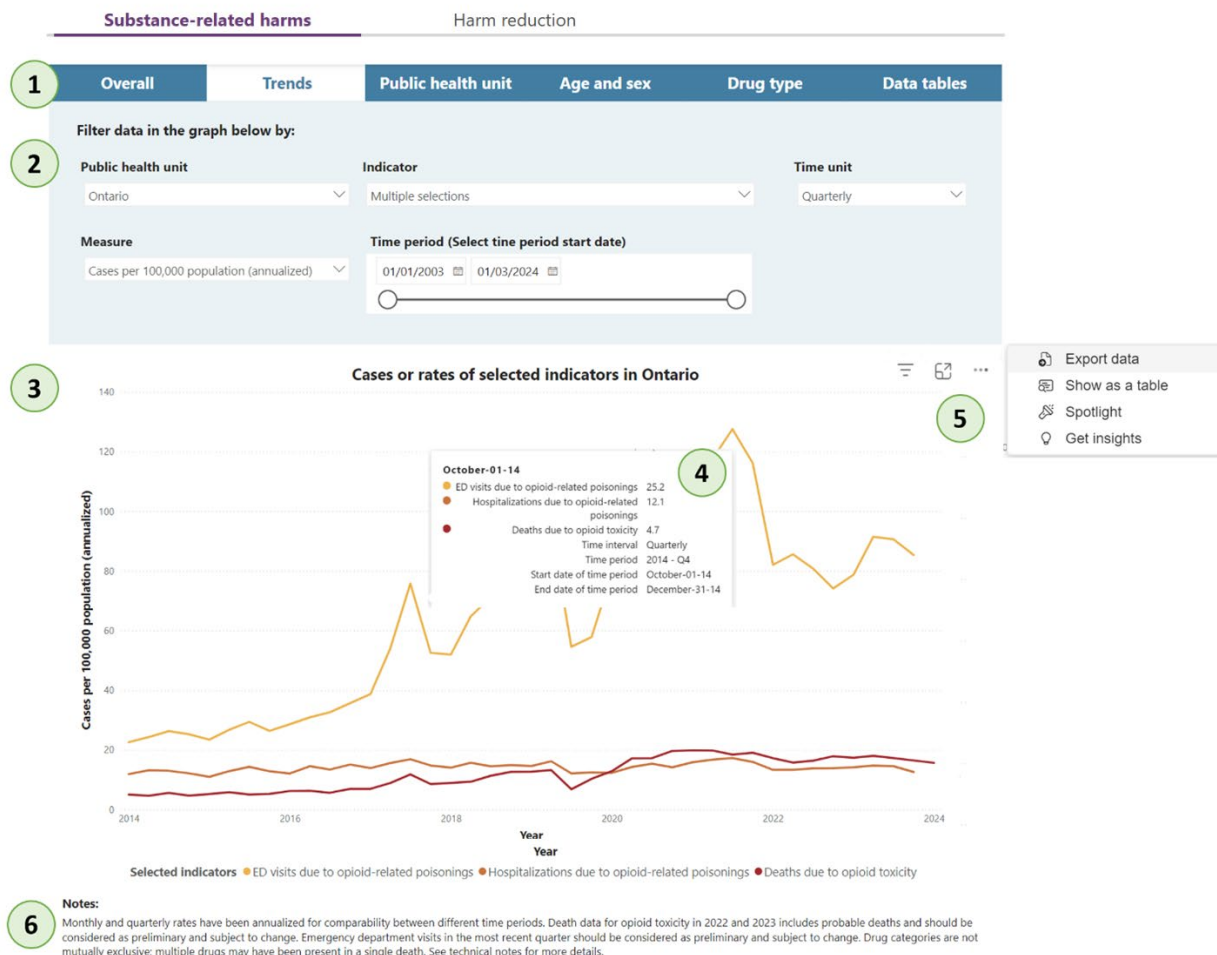 Substance-related harms Harm reduction
1 Overall Trends Public health unit Age and sex Drug type Data tables
Filter data in the graph below by:
2
Public health unit Indicator Time unit
Ontario Multiple selections Quarterly
Measure Time period (Select tine period start date)
Cases per 100,000 population (annualized) 01/01/2003 01/03/2024
3
Cases or rates of selected indicators in Ontario
Export data
Show as a table
Spotlight
Get insights
5
4
October-01-14
ED visits due to opioid-related poisonings 25.2
Hospitalizations due to opioid-related 12.1
poisonings
Deaths due to opioid toxicity 4.7
Time interval Quarterly
Time period 2014 - Q4
Start date of time period October-01-14
End date of time period December-31-14
Cases per 100,000 population (annualized)
140
120
100
80
60
40
20
0
2014 2016 2018 2020 2022 2024
Year
Year
Selected indicators ED visits due to opioid-related poisonings Hospitalizations due to opioid-related poisonings Deaths due to opioid toxicity
6
Notes:
Monthly and quarterly rates have been annualized for comparability between different time periods. Death data for opioid toxicity in 2022 and 2023 includes probable deaths and should be
considered as preliminary and subject to change. Emergency department visits in the most recent quarter should be considered as preliminary and subject to change. Drug categories are not
mutually exclusive; multiple drugs may have been present in a single death. See technical notes for more details.